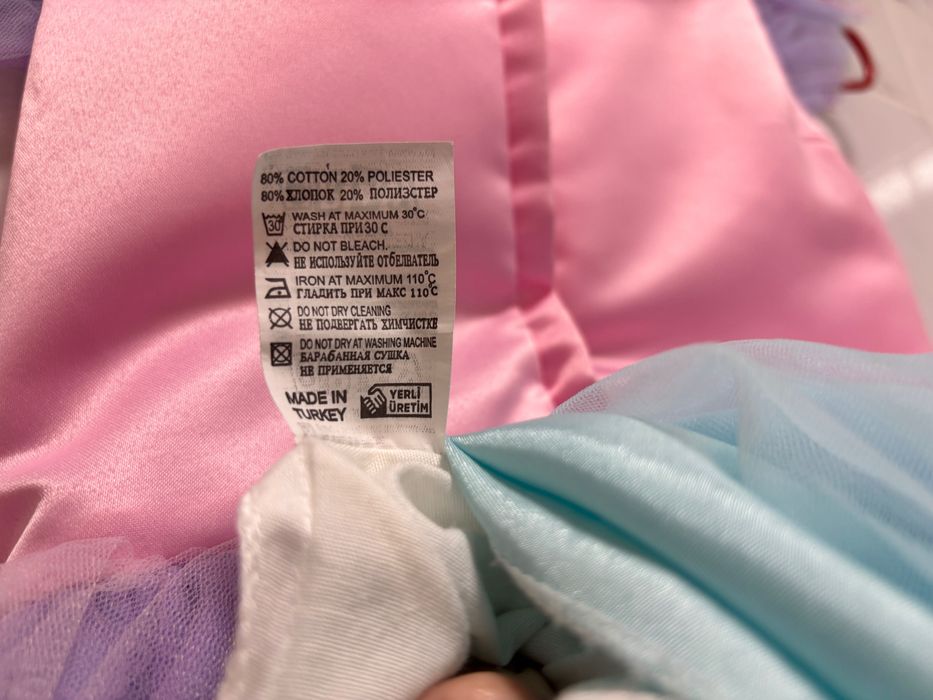 80% COTTON 20% POLIESTER
80% ХЛОПОК 20% ПОЛИЭСТЕР
30
WASH AT MAXIMUM 30°C
СТИРКА ПРИ 30 С
DO NOT BLEACH.
НЕ ИСПОЛЬЗУЙТЕ ОТБЕЛВАТЕЛЬ
IRON AT MAXIMUM 110°C
ГЛАДИТЬ ПРИ МАКС 110°C
DO NOT DRY CLEANING
НЕ ПОДВЕРГАТЬ ХИМЧИСТКЕ
DO NOT DRY AT WASHING MACHINE
БАРАБАННАЯ СУШКА
НЕ ПРИМЕНЯЕТСЯ
MADE IN
TURKEY
YERLİ
ÜRETİM